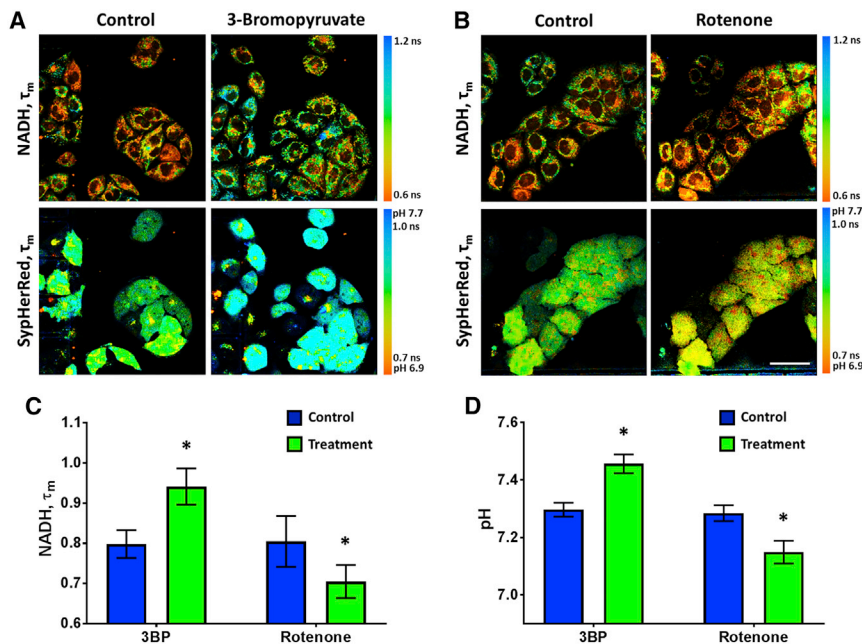 A
Control
3-Bromopyruvate
NADH, τm
1.2 ns
0.6 ns
SypHerRed, τm
pH 7.7
1.0 ns
0.7 ns
pH 6.9
B
Control
Rotenone
NADH, τm
1.2 ns
0.6 ns
SypHerRed, τm
pH 7.7
1.0 ns
0.7 ns
pH 6.9
C
NADH, τm
1.1
1.0
0.9
0.8
0.7
0.6
Control
Treatment
*
*
3BP
Rotenone
D
pH
7.6
7.4
7.2
7.0
Control
Treatment
*
*
3BP
Rotenone